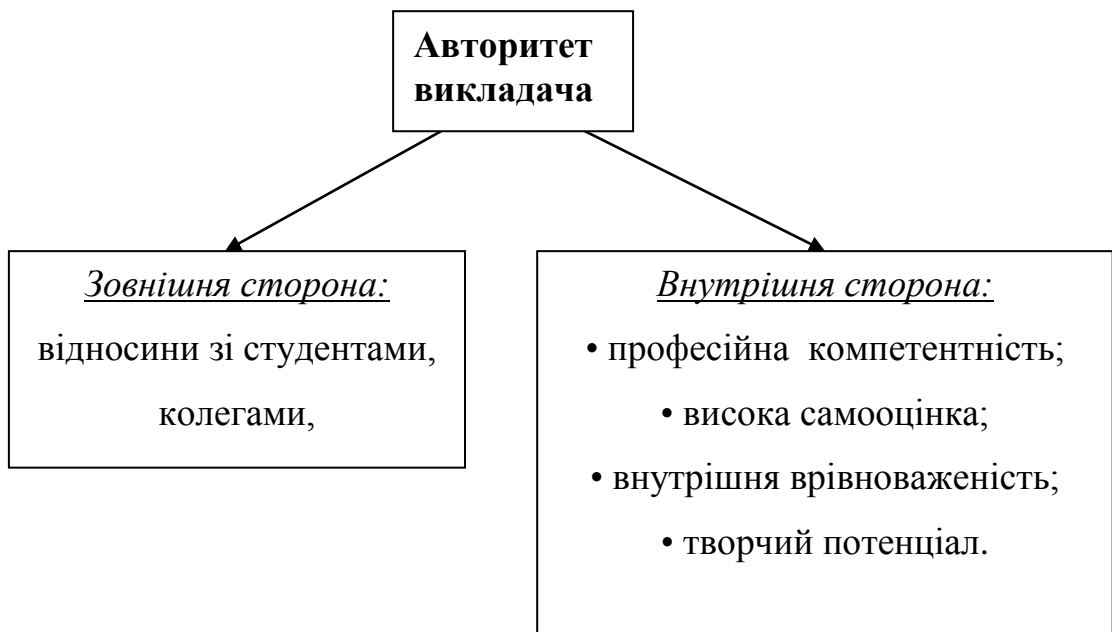 Авторитет
викладача
Зовнішня сторона:
відносини зі студентами,
колегами,
Внутрішня сторона:
• професійна компетентність;
• висока самооцінка;
• внутрішня врівноваженість;
• творчий потенціал.